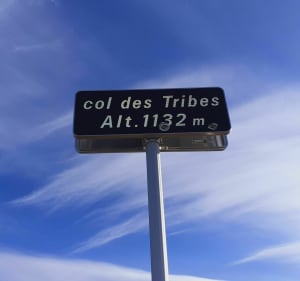 col des Tribes
Alt.1132 m